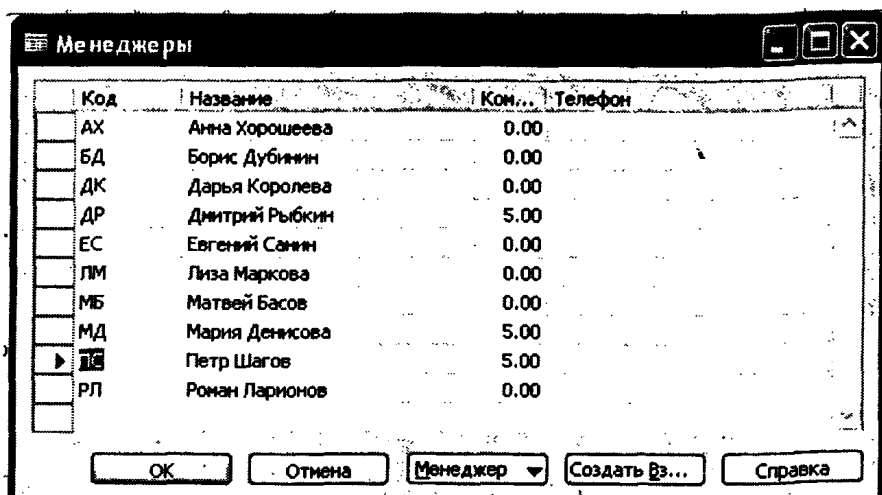 Менеджеры
Код Название Ком... Телефон
АХ Анна Хорошеева 0.00
БД Борис Дубинин 0.00
ДК Дарья Королева 0.00
ДР Дмитрий Рыбкин 5.00
ЕС Евгений Санин 0.00
ЛМ Лиза Маркова 0.00
МБ Матвей Басов 0.00
МД Мария Денисова 5.00
Петр Шагов 5.00
РЛ Роман Ларионов 0.00
ОК Отмена Менеджер Создать Вз... Справка